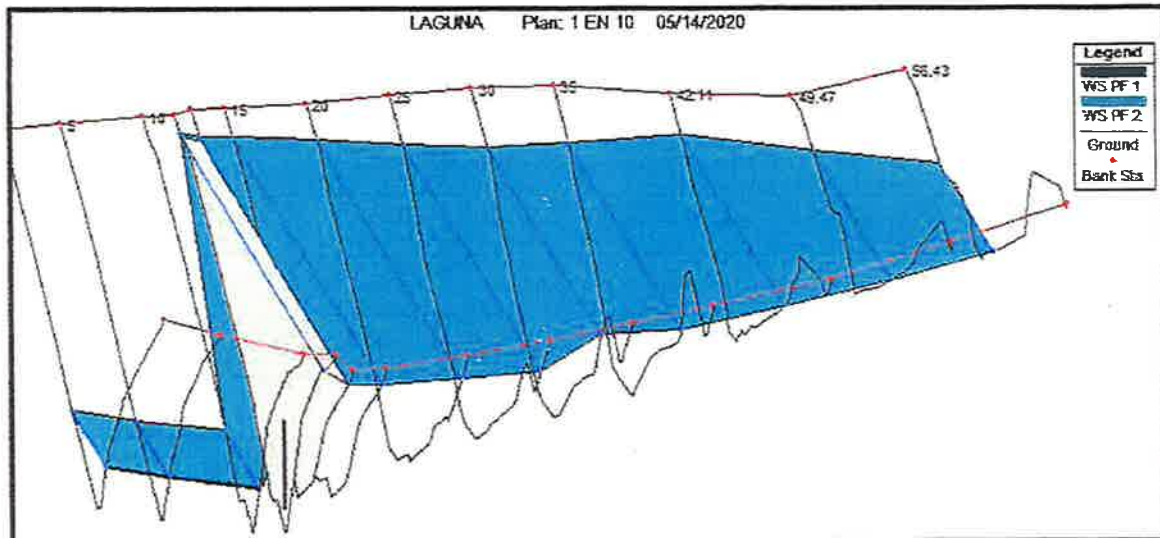 LAGUNA Plan: 1 EN 10 05/14/2020
Legend
WS PF 1
WS PF 2
Ground
Bank Sta
5
10
15
20
25
30
35
42.11
49.47
56.43